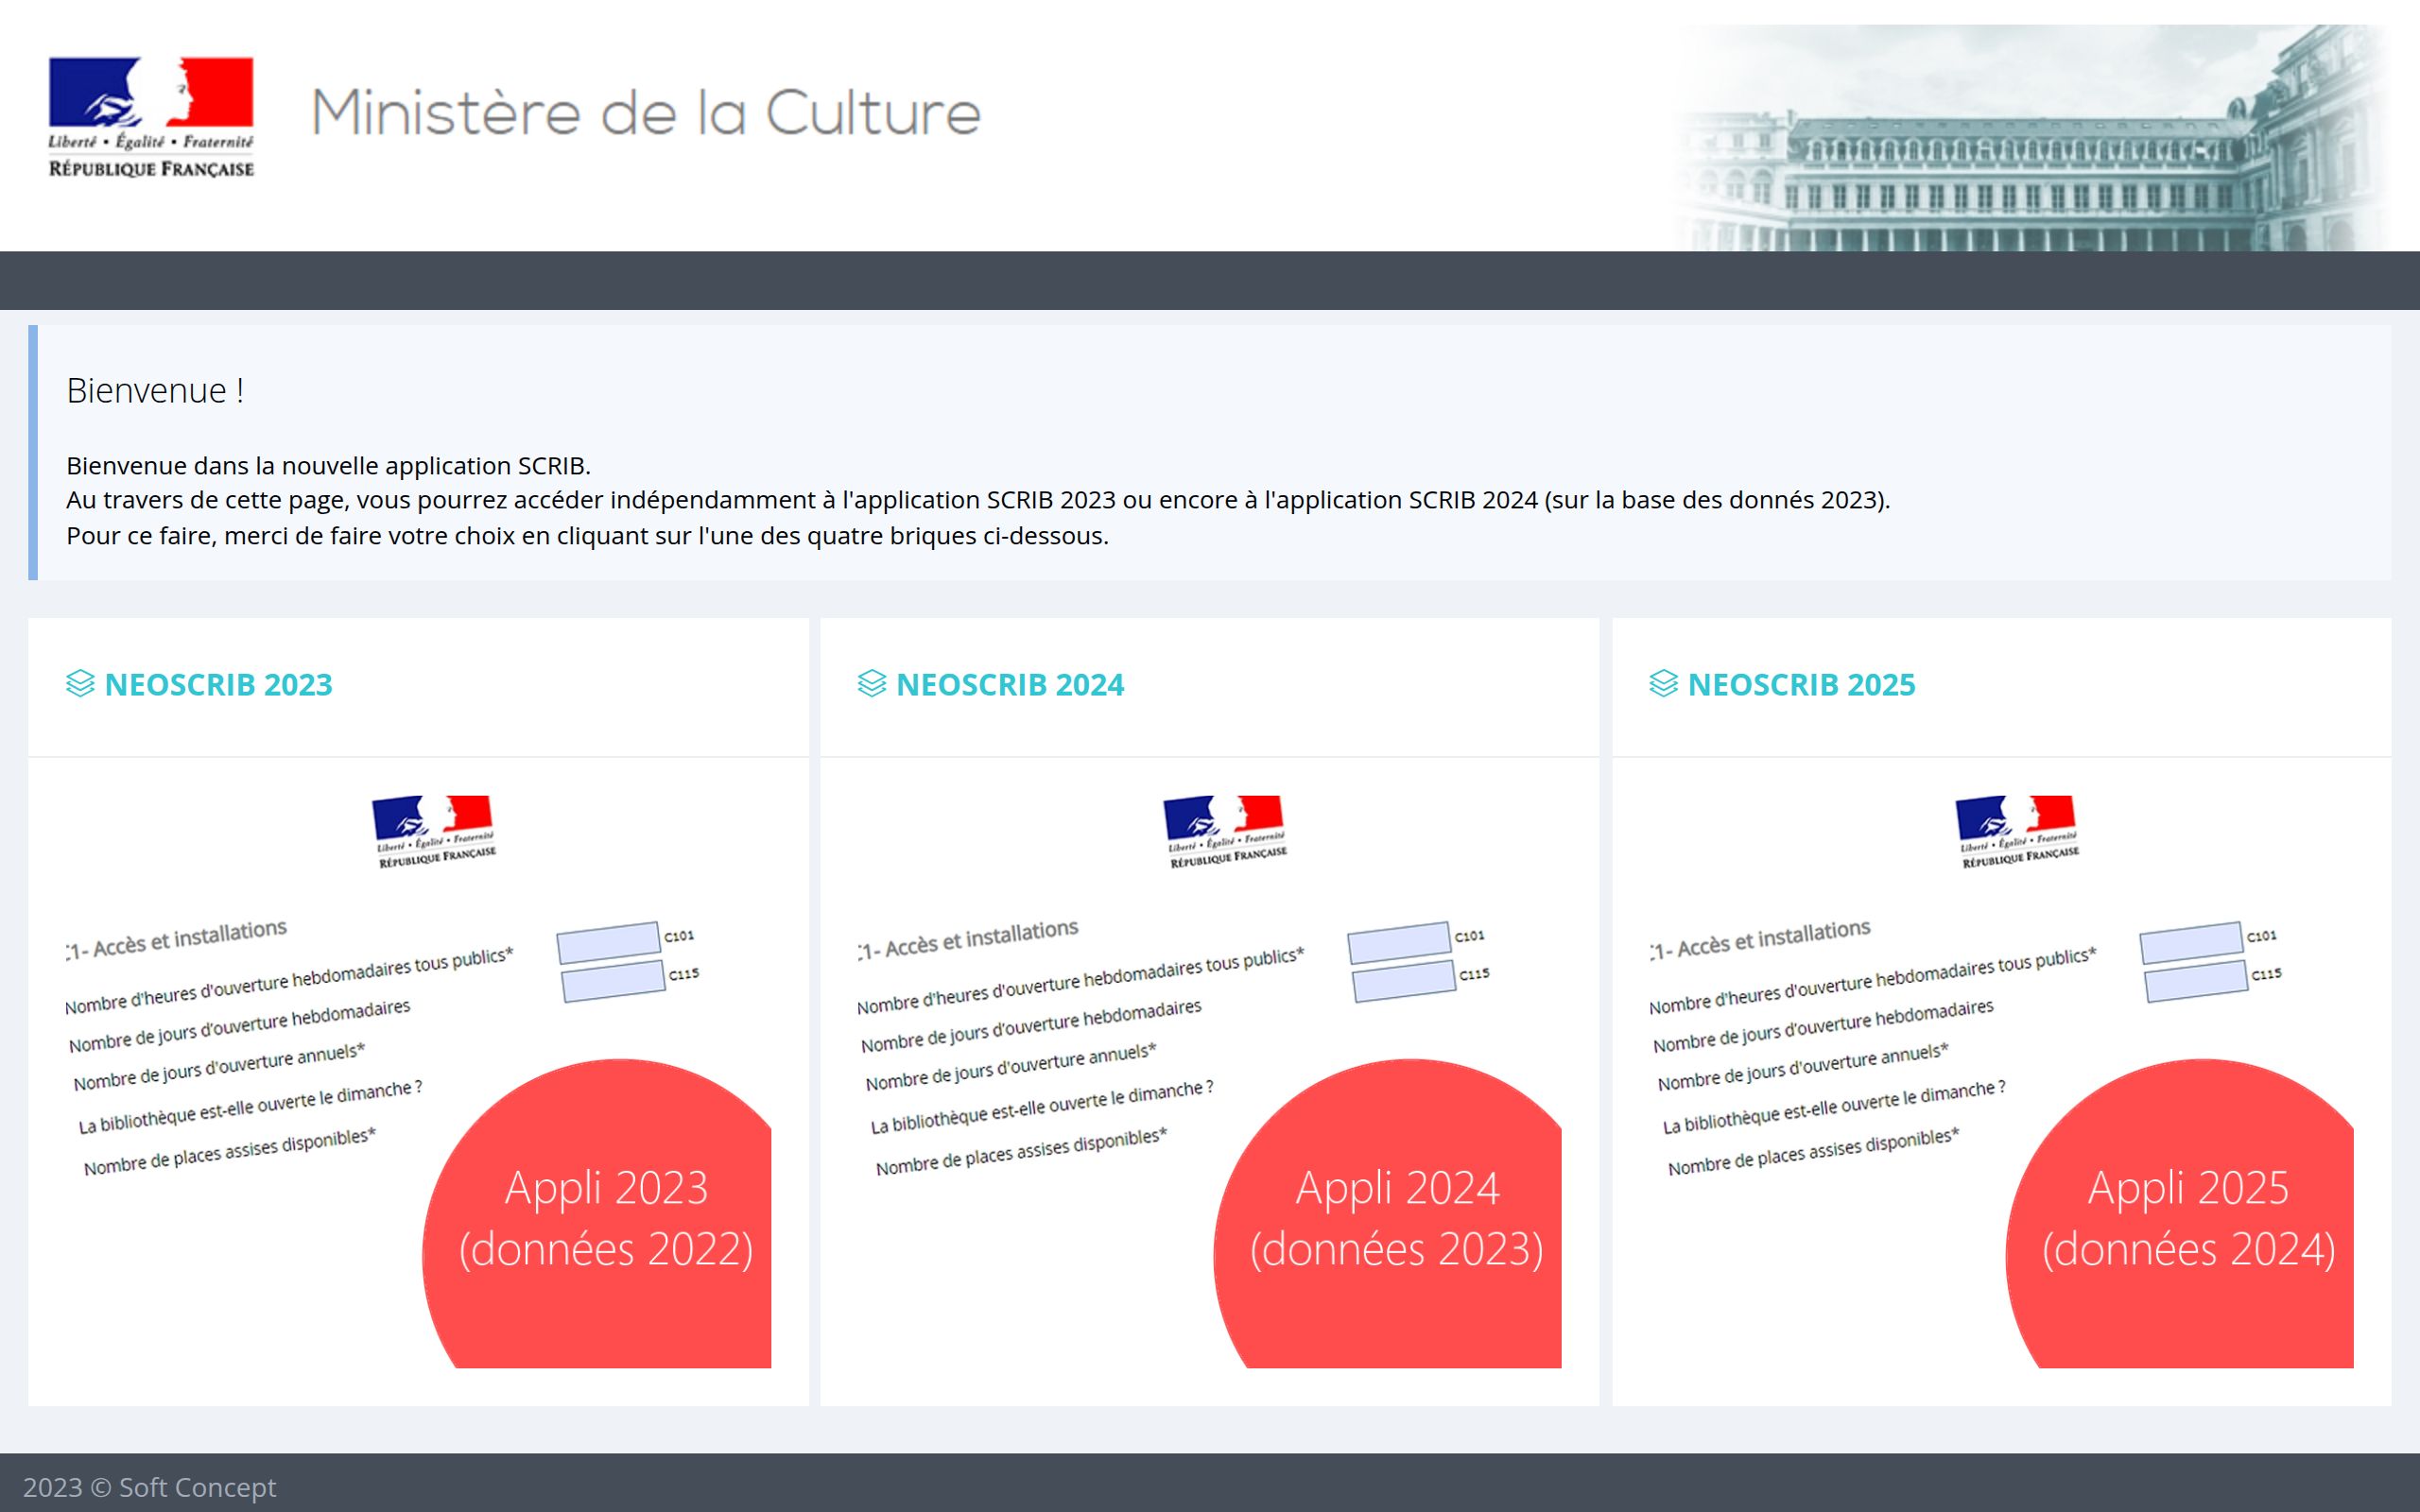 Liberté • Égalité • Fraternité
RÉPUBLIQUE FRANÇAISE
Ministère de la Culture
Bienvenue !
Bienvenue dans la nouvelle application SCRIB.
Au travers de cette page, vous pourrez accéder indépendamment à l'application SCRIB 2023 ou encore à l'application SCRIB 2024 (sur la base des donnés 2023).
Pour ce faire, merci de faire votre choix en cliquant sur l'une des quatre briques ci-dessous.
NEOSCRIB 2023
Liberté • Égalité • Fraternité
RÉPUBLIQUE FRANÇAISE
1- Accès et installations
Nombre d'heures d'ouverture hebdomadaires tous publics* C101
Nombre de jours d'ouverture hebdomadaires C115
Nombre de jours d'ouverture annuels*
La bibliothèque est-elle ouverte le dimanche ?
Nombre de places assises disponibles*
Appli 2023
(données 2022)
NEOSCRIB 2024
Liberté • Égalité • Fraternité
RÉPUBLIQUE FRANÇAISE
1- Accès et installations
Nombre d'heures d'ouverture hebdomadaires tous publics* C101
Nombre de jours d'ouverture hebdomadaires C115
Nombre de jours d'ouverture annuels*
La bibliothèque est-elle ouverte le dimanche ?
Nombre de places assises disponibles*
Appli 2024
(données 2023)
NEOSCRIB 2025
Liberté • Égalité • Fraternité
RÉPUBLIQUE FRANÇAISE
1- Accès et installations
Nombre d'heures d'ouverture hebdomadaires tous publics* C101
Nombre de jours d'ouverture hebdomadaires C115
Nombre de jours d'ouverture annuels*
La bibliothèque est-elle ouverte le dimanche ?
Nombre de places assises disponibles*
Appli 2025
(données 2024)
2023 © Soft Concept